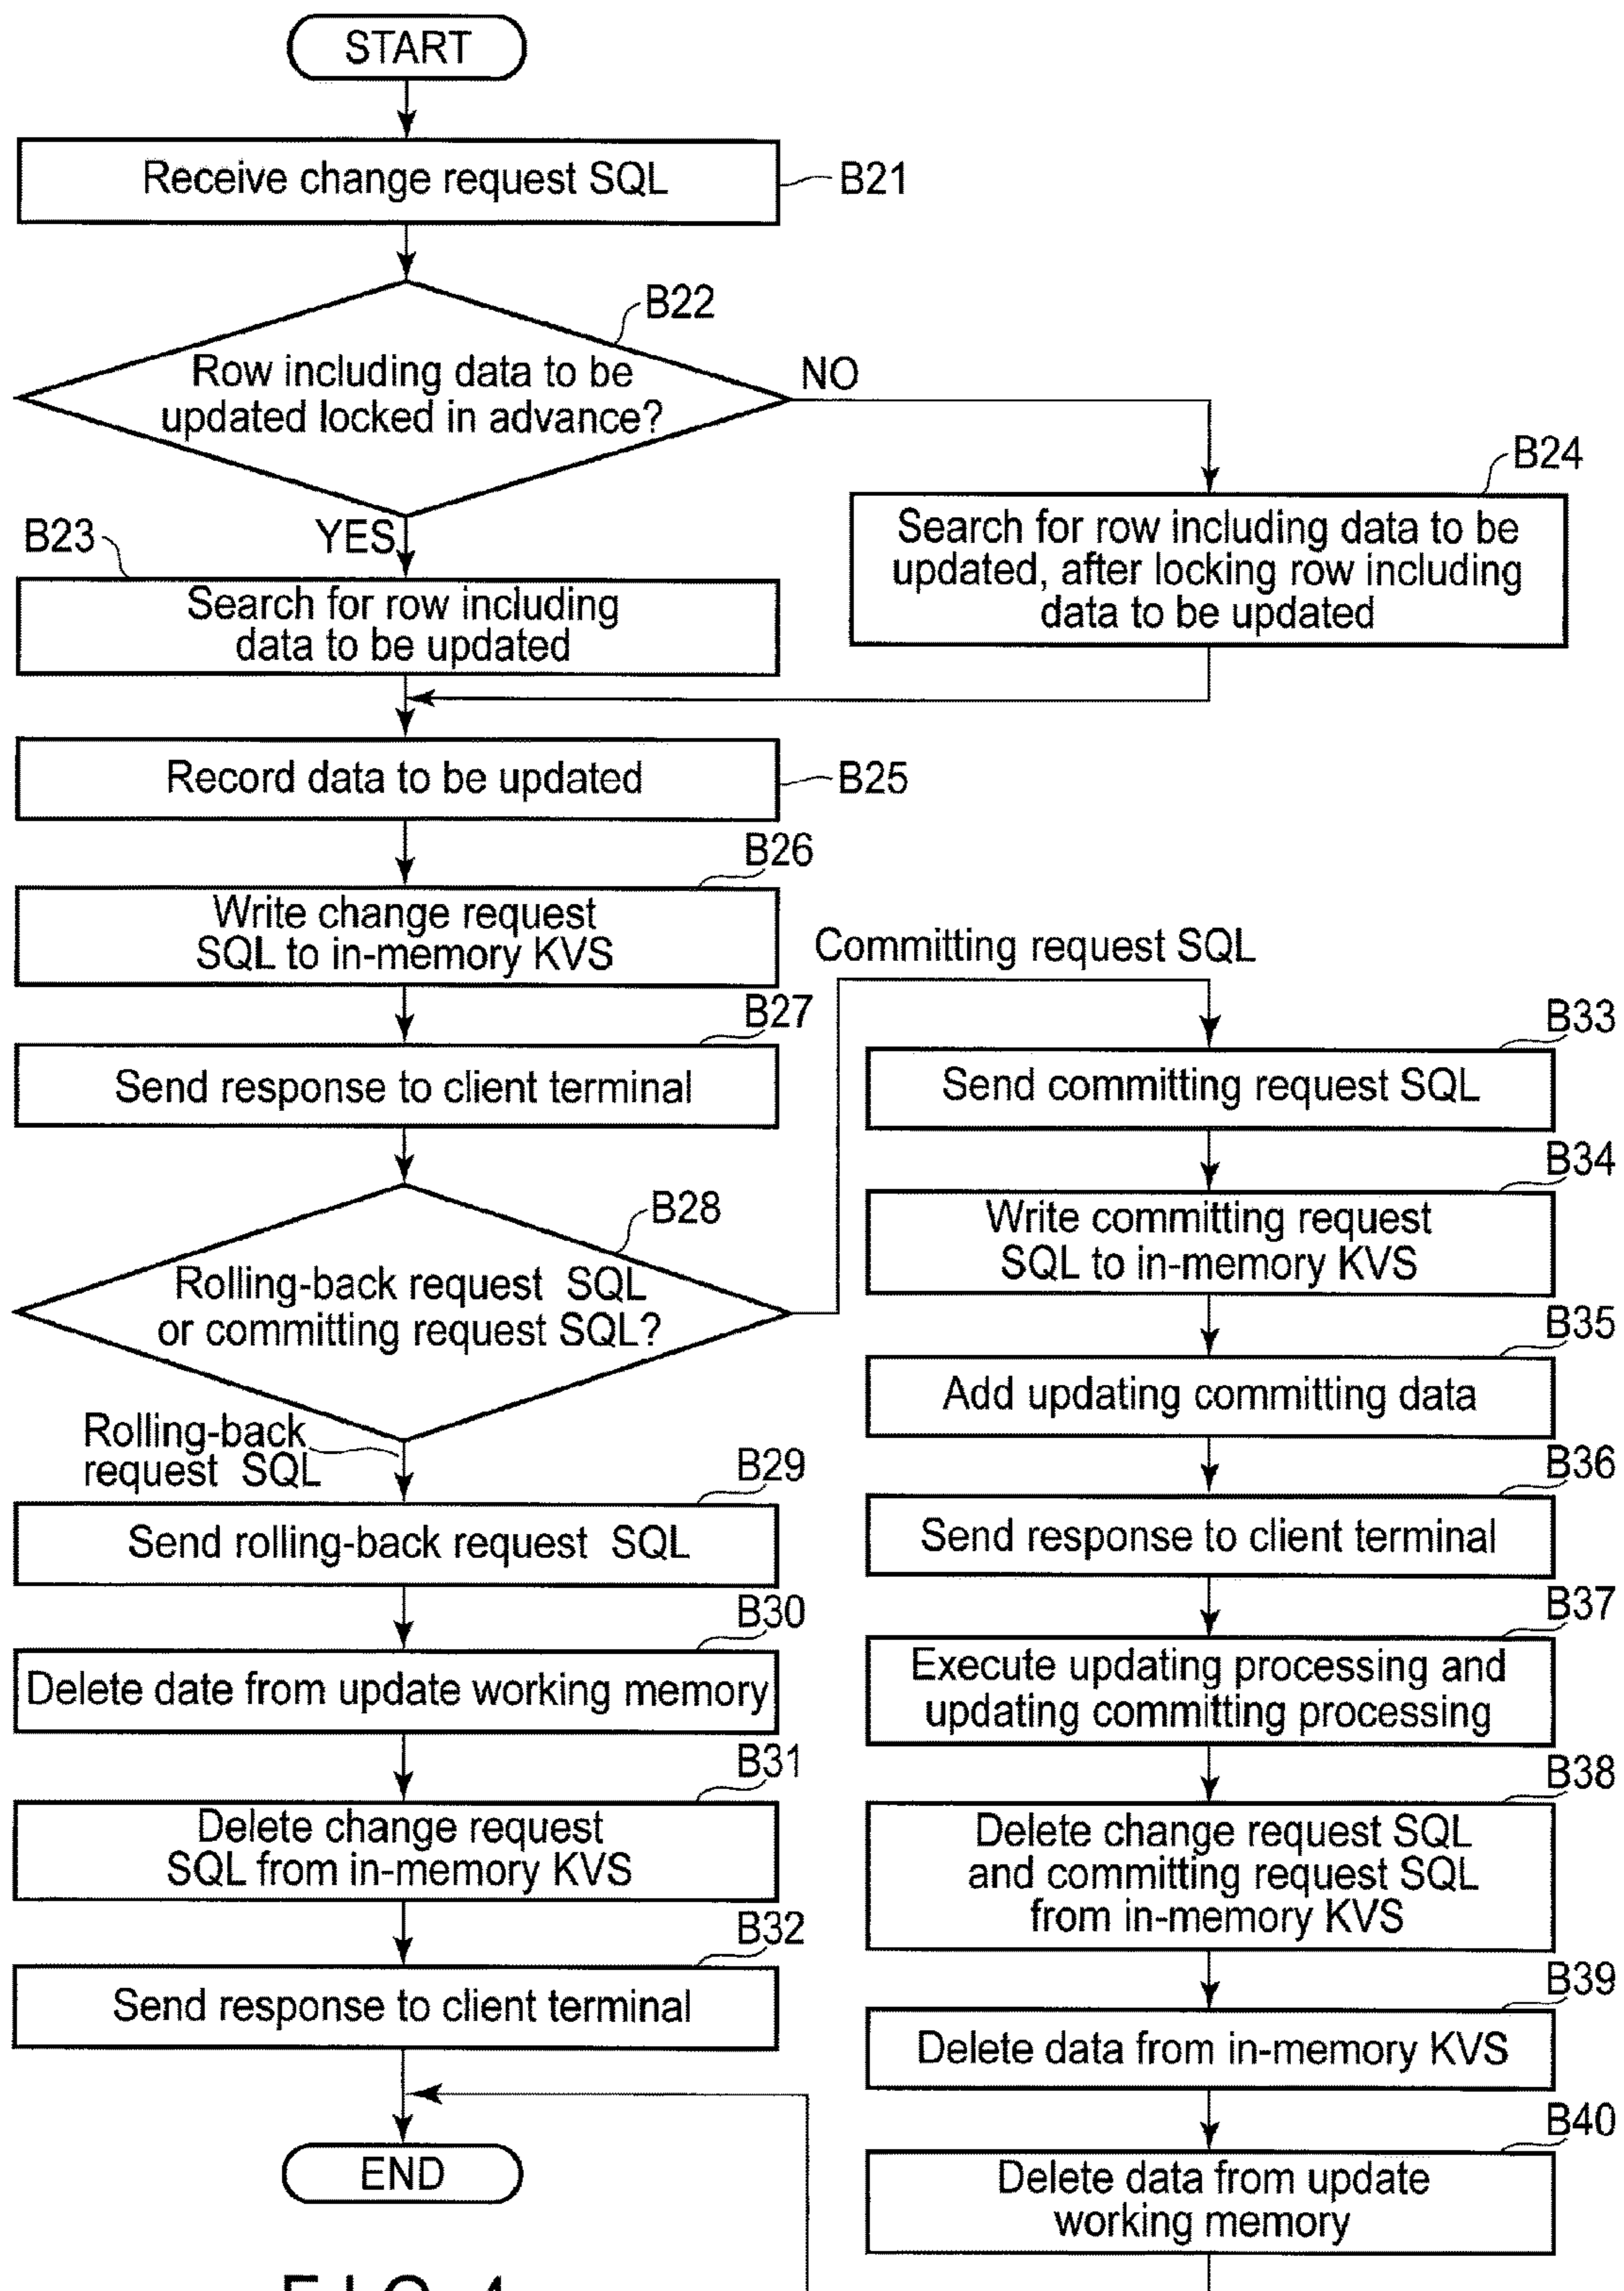 START
Receive change request SQL
B21
B22
Row including data to be
updated locked in advance?
NO
YES
B23
Search for row including
data to be updated
B24
Search for row including data to be
updated, after locking row including
data to be updated
Record data to be updated
B25
B26
Write change request
SQL to in-memory KVS
B27
Send response to client terminal
B28
Rolling-back request SQL
or committing request SQL?
Rolling-back
request SQL
B29
Send rolling-back request SQL
B30
Delete date from update working memory
B31
Delete change request
SQL from in-memory KVS
B32
Send response to client terminal
END
Committing request SQL
B33
Send committing request SQL
B34
Write committing request
SQL to in-memory KVS
B35
Add updating committing data
B36
Send response to client terminal
B37
Execute updating processing and
updating committing processing
B38
Delete change request SQL
and committing request SQL
from in-memory KVS
B39
Delete data from in-memory KVS
B40
Delete data from update
working memory